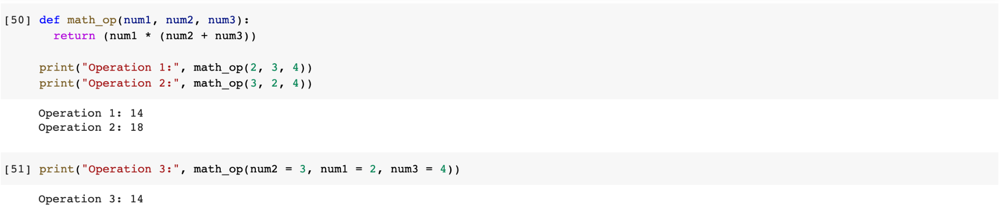 [50] def math_op(num1, num2, num3):
  return (num1 * (num2 + num3))
print("Operation 1:", math_op(2, 3, 4))
print("Operation 2:", math_op(3, 2, 4))
Operation 1: 14
Operation 2: 18
[51] print("Operation 3:", math_op(num2 = 3, num1 = 2, num3 = 4))
Operation 3: 14